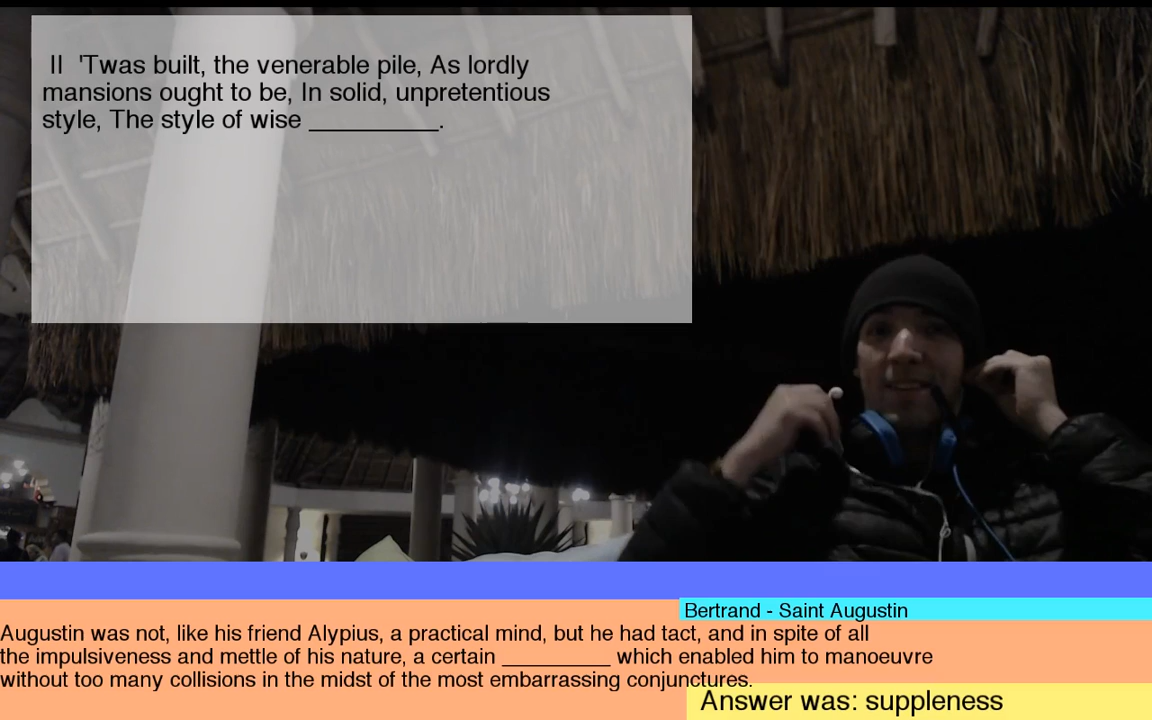 II 'Twas built, the venerable pile, As lordly
mansions ought to be, In solid, unpretentious
style, The style of wise __________.
Bertrand - Saint Augustin
Augustin was not, like his friend Alypius, a practical mind, but he had tact, and in spite of all
the impulsiveness and mettle of his nature, a certain __________ which enabled him to manoeuvre
without too many collisions in the midst of the most embarrassing conjunctures.
Answer was: suppleness